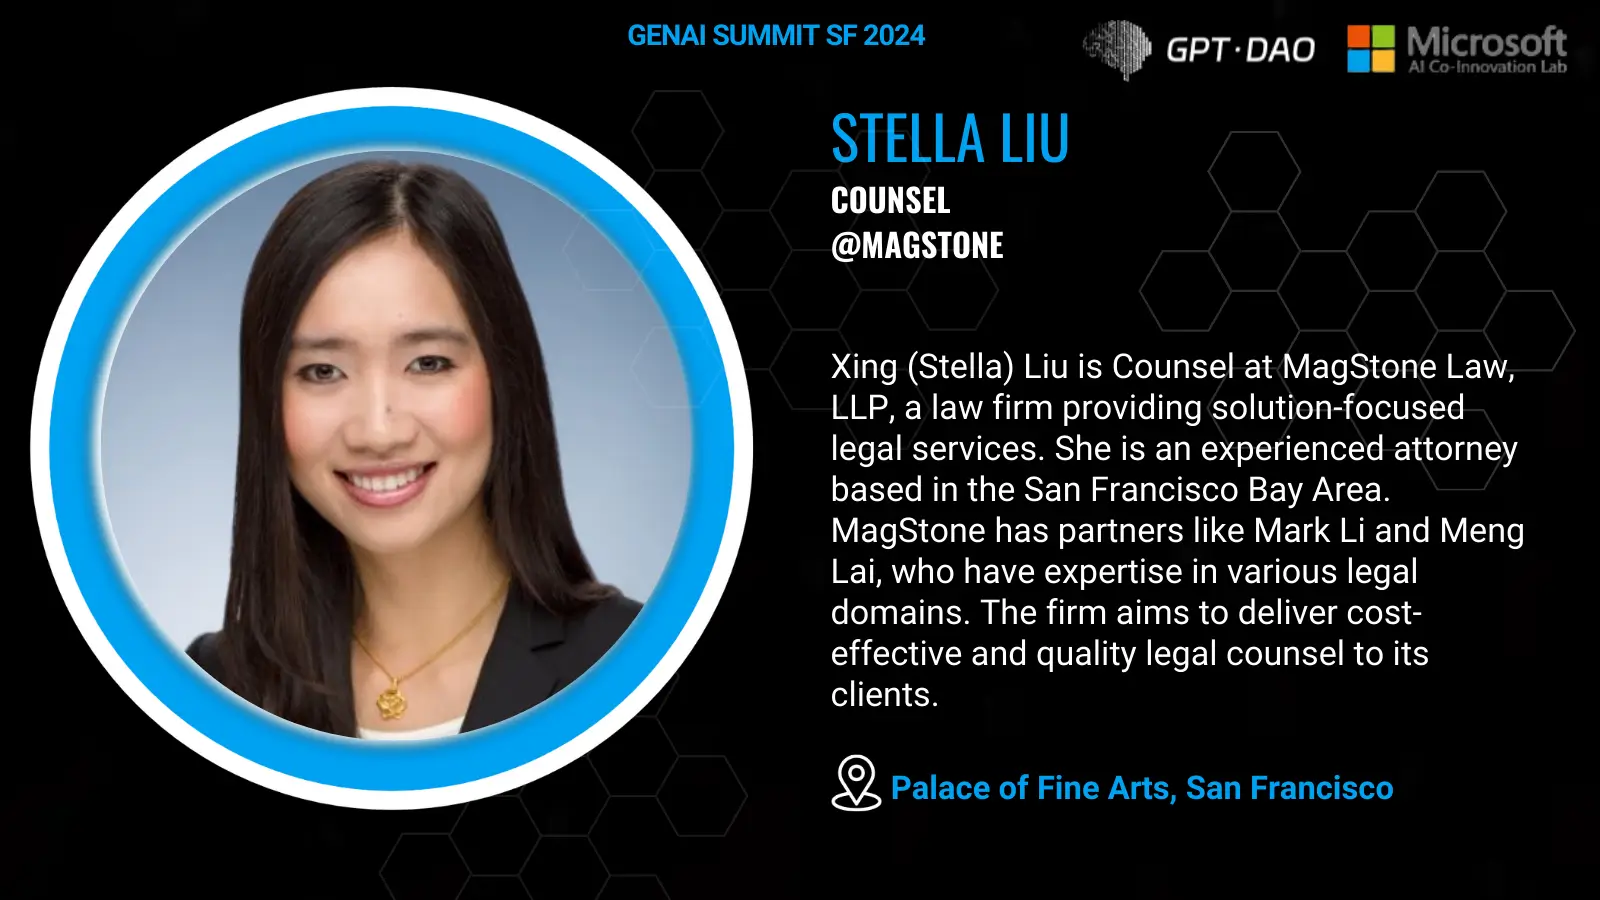 GENAI SUMMIT SF 2024
GPT·DAO
Microsoft
AI Co-Innovation Lab
STELLA LIU
COUNSEL
@MAGSTONE
Xing (Stella) Liu is Counsel at MagStone Law,
LLP, a law firm providing solution-focused
legal services. She is an experienced attorney
based in the San Francisco Bay Area.
MagStone has partners like Mark Li and Meng
Lai, who have expertise in various legal
domains. The firm aims to deliver cost-
effective and quality legal counsel to its
clients.
Palace of Fine Arts, San Francisco